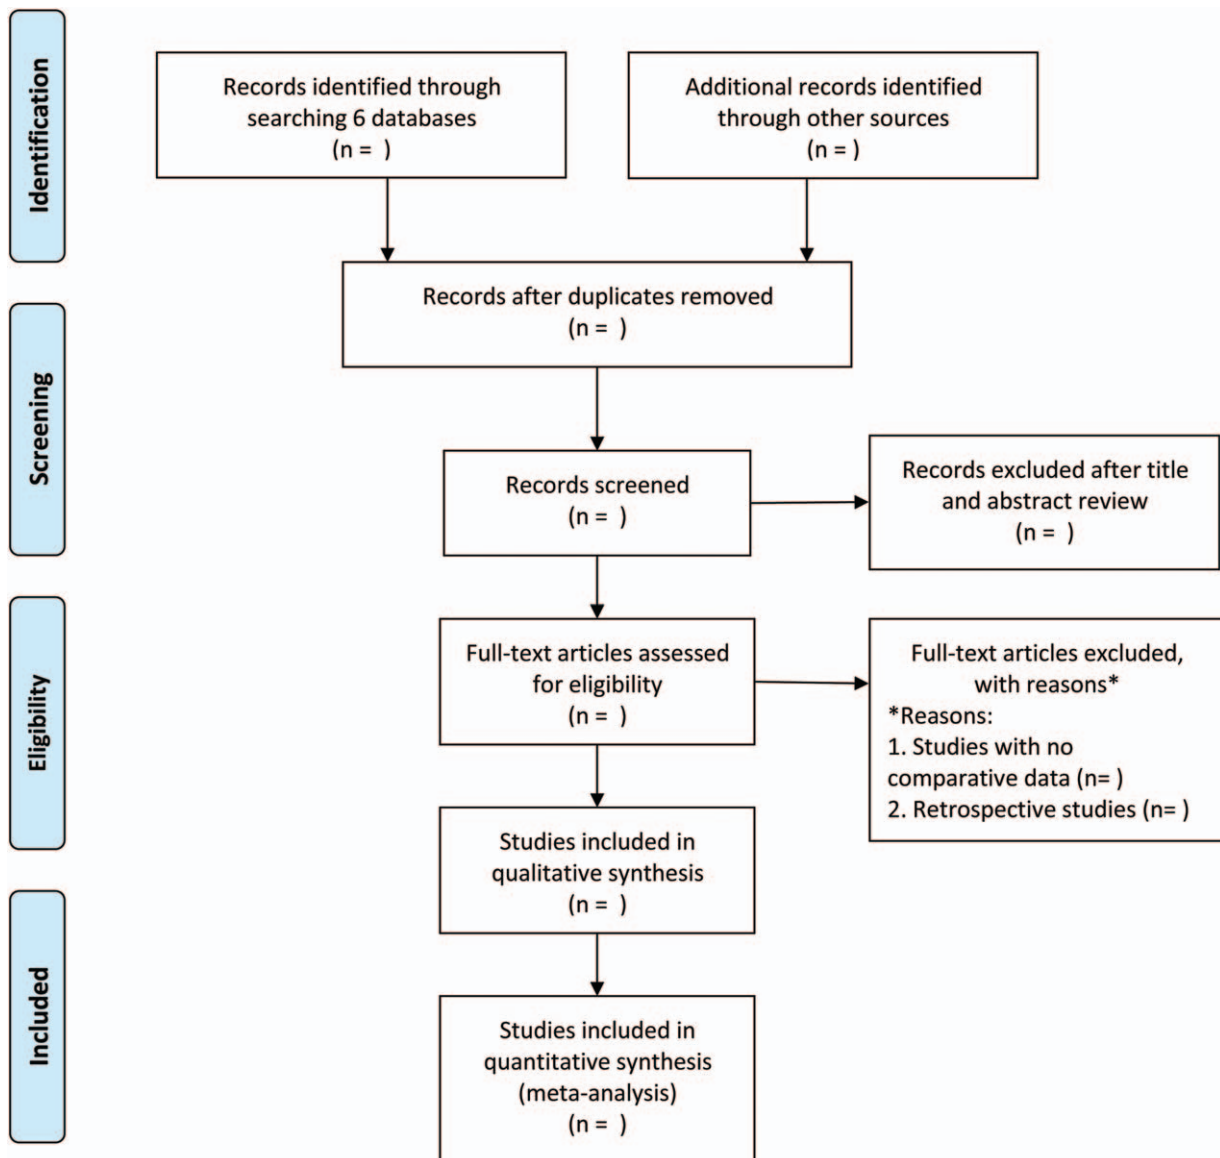 Identification
Records identified through
searching 6 databases
(n =  )
Additional records identified
through other sources
(n = )
Records after duplicates removed
(n =  )
Screening
Records screened
(n =  )
Records excluded after title
and abstract review
(n =  )
Eligibility
Full-text articles assessed
for eligibility
(n =  )
Full-text articles excluded,
with reasons*
*Reasons:
1. Studies with no
comparative data (n= )
2. Retrospective studies (n= )
Studies included in
qualitative synthesis
(n =  )
Included
Studies included in
quantitative synthesis
(meta-analysis)
(n =  )